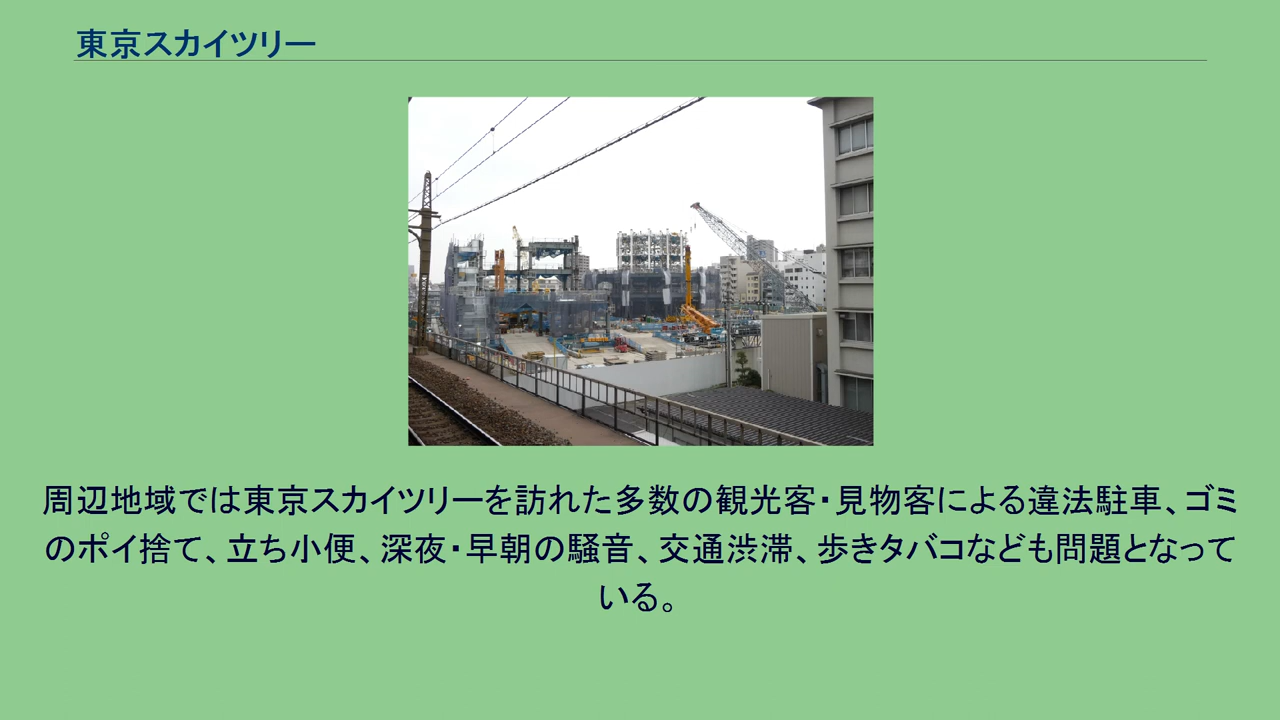 東京スカイツリー
周辺地域では東京スカイツリーを訪れた多数の観光客・見物客による違法駐車、ゴミ
のポイ捨て、立ち小便、深夜・早朝の騒音、交通渋滞、歩きタバコなども問題となって
いる。